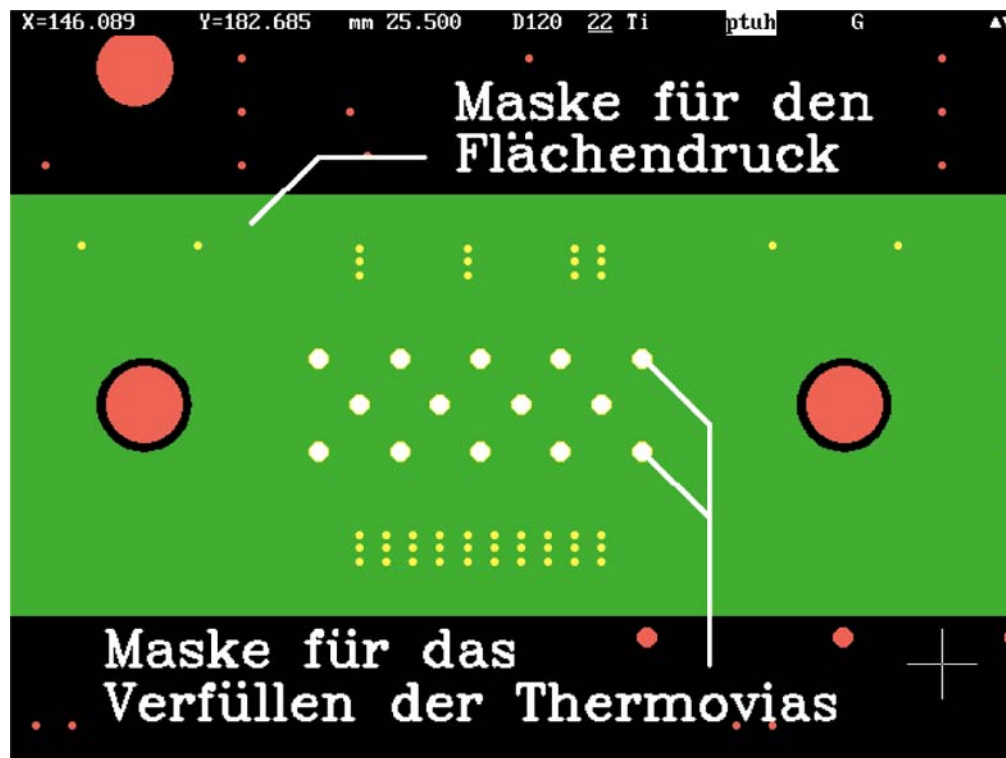 X=146.089 Y=182.685 mm 25.500 D120 22 Ti ptuh G
Maske für den
Flächendruck
Maske für das
Verfüllen der Thermovias